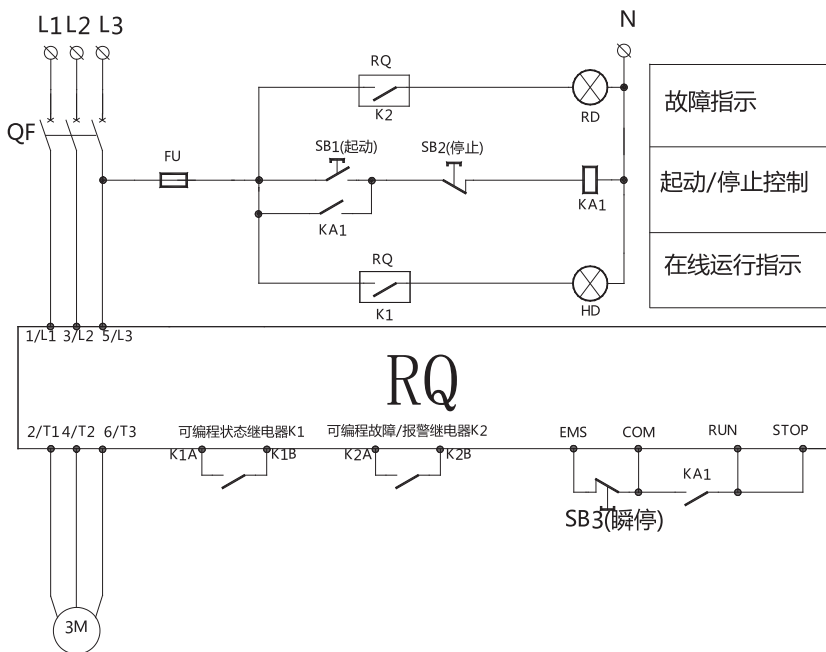 L1 L2 L3
N
QF
FU
RQ
K2
RD
故障指示
SB1(起动)
SB2(停止)
KA1
KA1
起动/停止控制
RQ
K1
HD
在线运行指示
1/L1 3/L2 5/L3
RQ
2/T1 4/T2 6/T3
可编程状态继电器K1
可编程故障/报警继电器K2
EMS
COM
RUN
STOP
K1A
K1B
K2A
K2B
KA1
SB3(瞬停)
3M